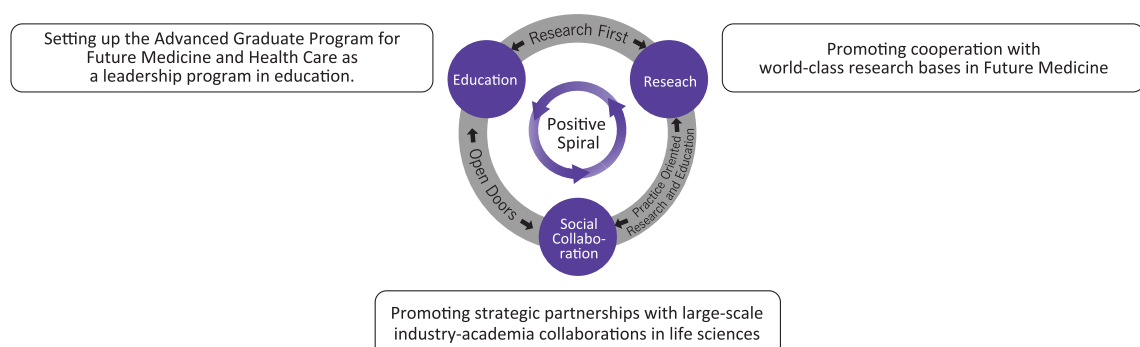 Setting up the Advanced Graduate Program for
Future Medicine and Health Care as
a leadership program in education.
Research First
Education
Reseach
Promoting cooperation with
world-class research bases in Future Medicine
Positive
Spiral
Open Doors
Practice Oriented
Research and Education
Social
Collabo-
ration
Promoting strategic partnerships with large-scale
industry-academia collaborations in life sciences